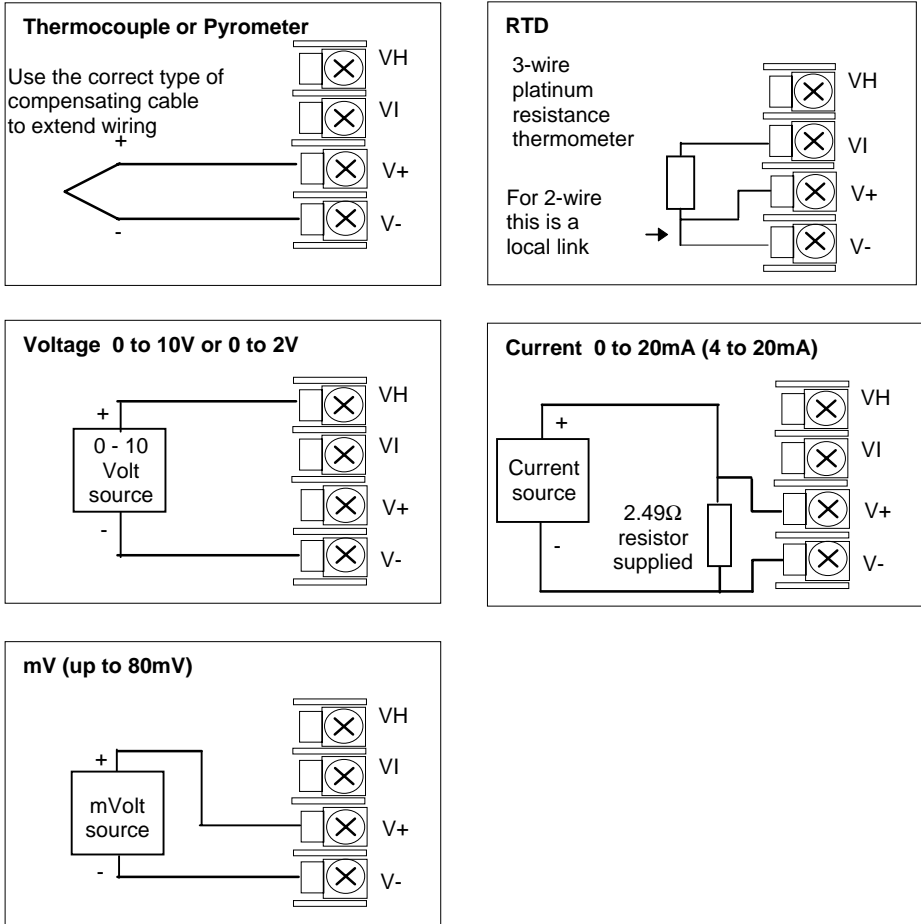 Thermocouple or Pyrometer
Use the correct type of
compensating cable
to extend wiring
+
-
VH
VI
V+
V-
RTD
3-wire
platinum
resistance
thermometer
For 2-wire
this is a
local link
VH
VI
V+
V-
Voltage 0 to 10V or 0 to 2V
+
0 - 10
Volt
source
-
VH
VI
V+
V-
Current 0 to 20mA (4 to 20mA)
+
Current
source
-
2.49Ω
resistor
supplied
VH
VI
V+
V-
mV (up to 80mV)
+
mVolt
source
-
VH
VI
V+
V-